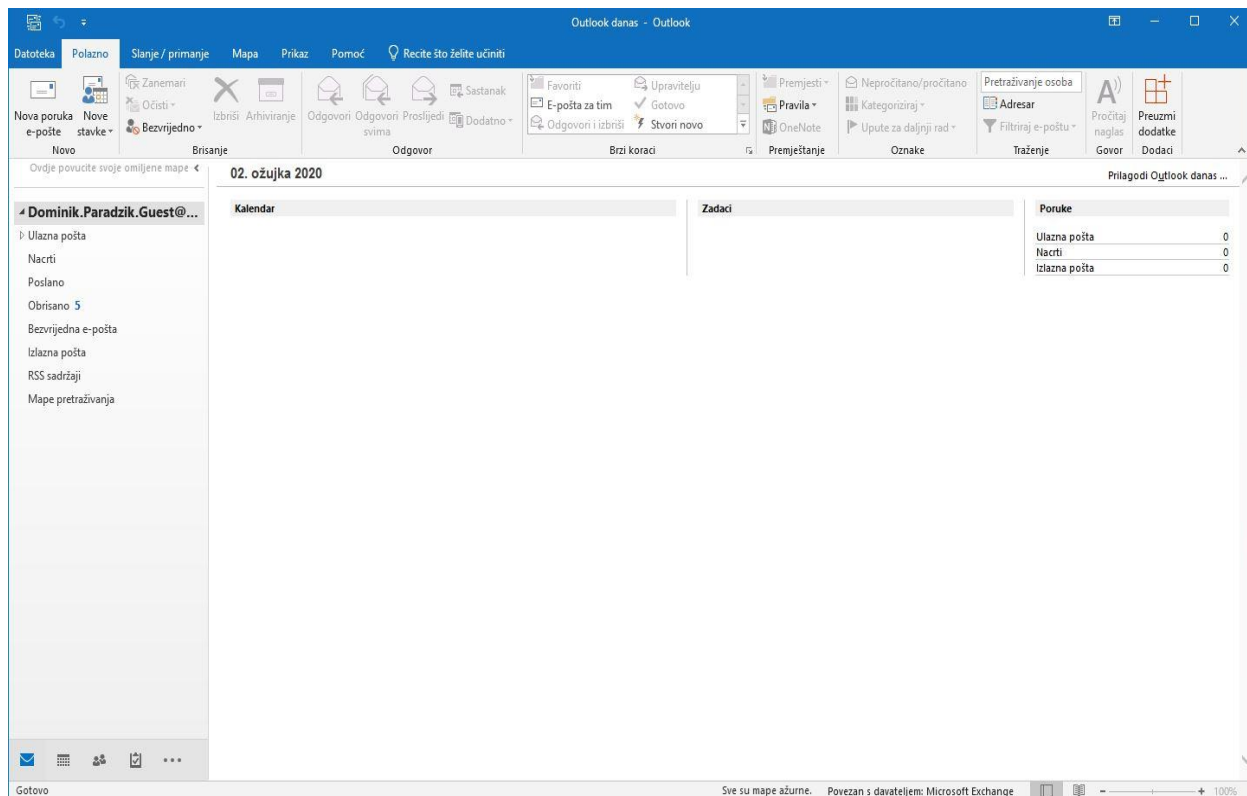 Outlook danas - Outlook
Datoteka Polazno Slanje / primanje Mapa Prikaz Pomoć Recite što želite učiniti
Nova poruka e-pošte
Nove stavke
Novo
Zanemari
Očisti
Bezvrijedno
Izbriši
Arhiviranje
Brisanje
Odgovori
Odgovori svima
Proslijedi
Sastanak
Dodatno
Odgovor
Favoriti
E-pošta za tim
Odgovori i izbriši
Upravitelju
Gotovo
Stvori novo
Brzi koraci
Premjesti
Pravila
OneNote
Premještanje
Nepročitano/pročitano
Kategoriziraj
Upute za daljnji rad
Oznake
Pretraživanje osoba
Adresar
Filtriraj e-poštu
Traženje
Pročitaj naglas
Govor
Preuzmi dodatke
Dodaci
Ovdje povucite svoje omiljene mape
Dominik.Paradzik.Guest@...
Ulazna pošta
Nacrti
Poslano
Obrisano 5
Bezvrijedna e-pošta
Izlazna pošta
RSS sadržaji
Mape pretraživanja
02. ožujka 2020
Prilagodi Outlook danas ...
Kalendar
Zadaci
Poruke
Ulazna pošta 0
Nacrti 0
Izlazna pošta 0
Gotovo
Sve su mape ažurne. Povezan s davateljem: Microsoft Exchange
100%